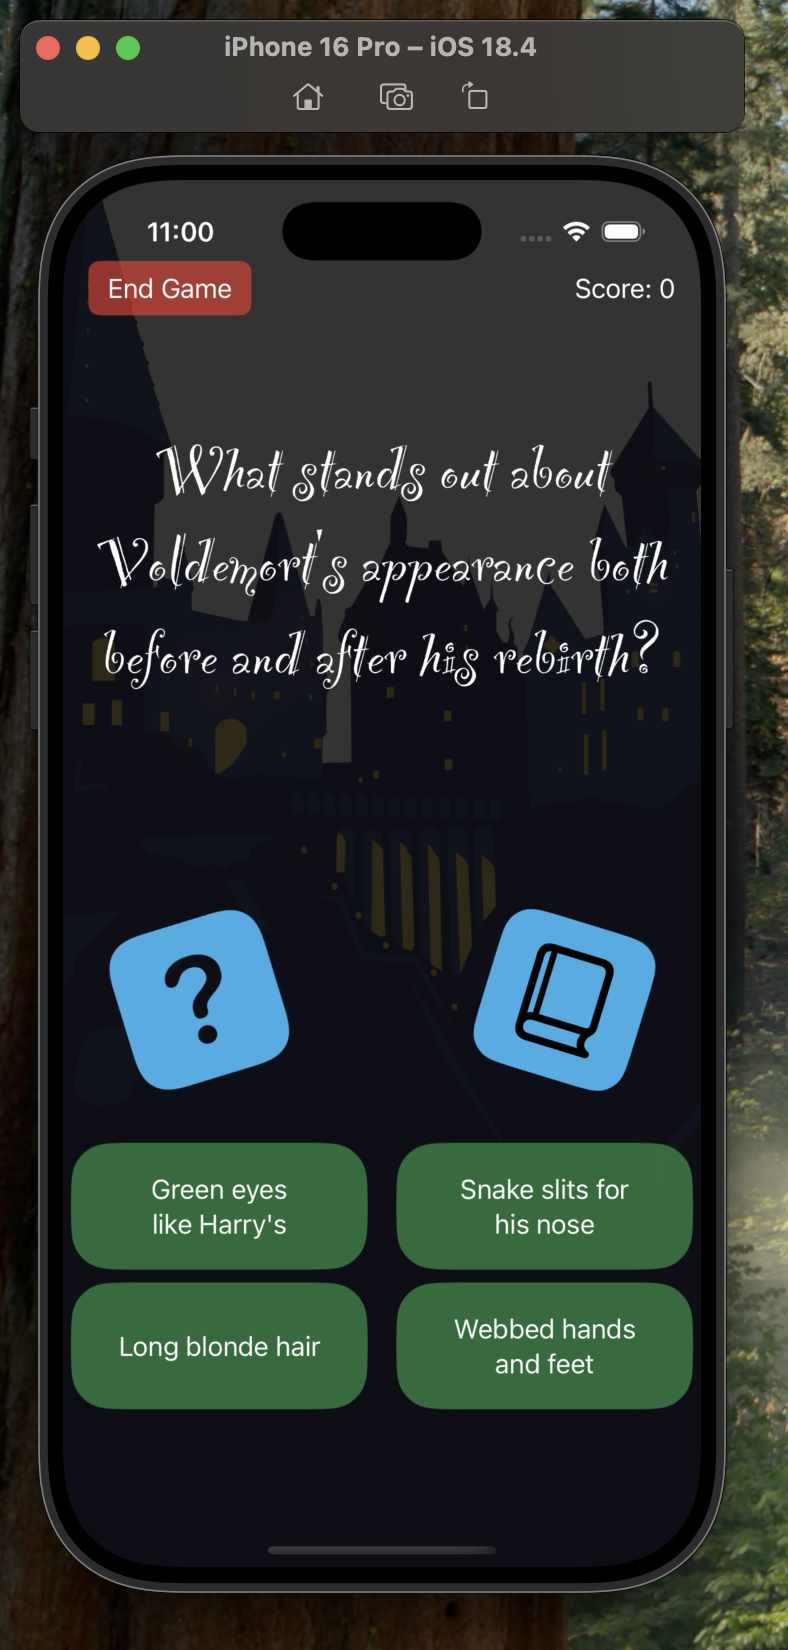 iPhone 16 Pro – iOS 18.4
11:00
End Game
Score: 0
What stands out about
Voldemort's appearance both
before and after his rebirth?
?
Green eyes
like Harry's
Snake slits for
his nose
Long blonde hair
Webbed hands
and feet